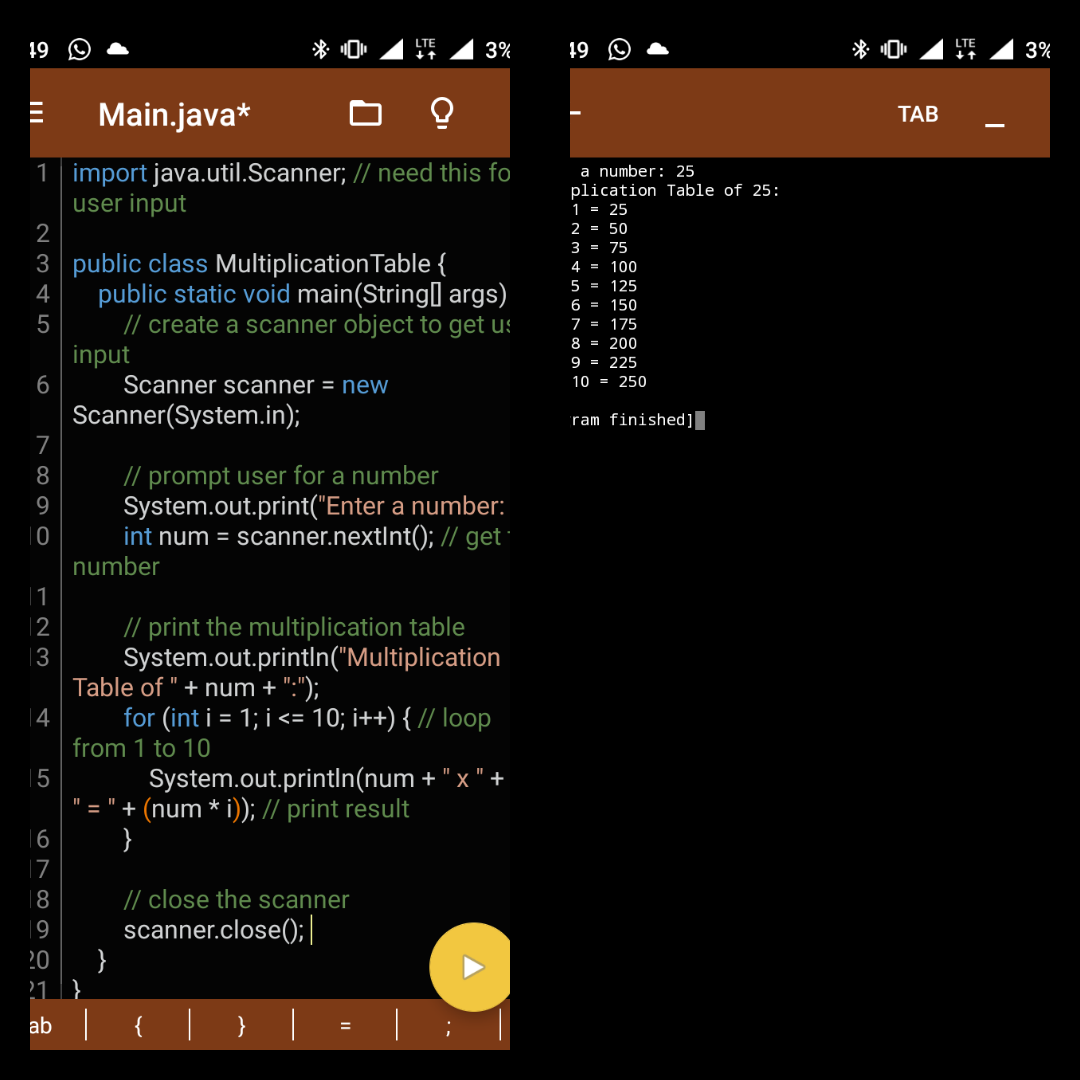 49 3%
Main.java*
1 import java.util.Scanner; // need this fo
user input
2
3 public class MultiplicationTable {
4 public static void main(String[] args)
5 // create a scanner object to get us
input
6 Scanner scanner = new
Scanner(System.in);
7
8 // prompt user for a number
9 System.out.print("Enter a number:
10 int num = scanner.nextInt(); // get
number
11
12 // print the multiplication table
13 System.out.println("Multiplication
Table of " + num + ":");
14 for (int i = 1; i <= 10; i++) { // loop
from 1 to 10
15 System.out.println(num + " x " +
" = " + (num * i)); // print result
16 }
17
18 // close the scanner
19 scanner.close();
20 }
21 }
ab { } = ;
LTE
49 LTE 3%
TAB _
a number: 25
plication Table of 25:
1 = 25
2 = 50
3 = 75
4 = 100
5 = 125
6 = 150
7 = 175
8 = 200
9 = 225
10 = 250
ram finished]